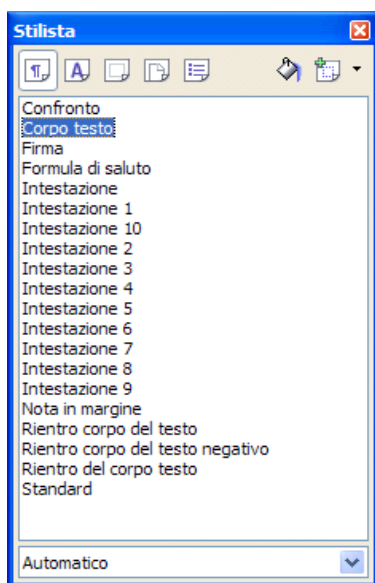 Stilista
Confronto
Corpo testo
Firma
Formula di saluto
Intestazione
Intestazione 1
Intestazione 10
Intestazione 2
Intestazione 3
Intestazione 4
Intestazione 5
Intestazione 6
Intestazione 7
Intestazione 8
Intestazione 9
Nota in margine
Rientro corpo del testo
Rientro corpo del testo negativo
Rientro del corpo testo
Standard
Automatico